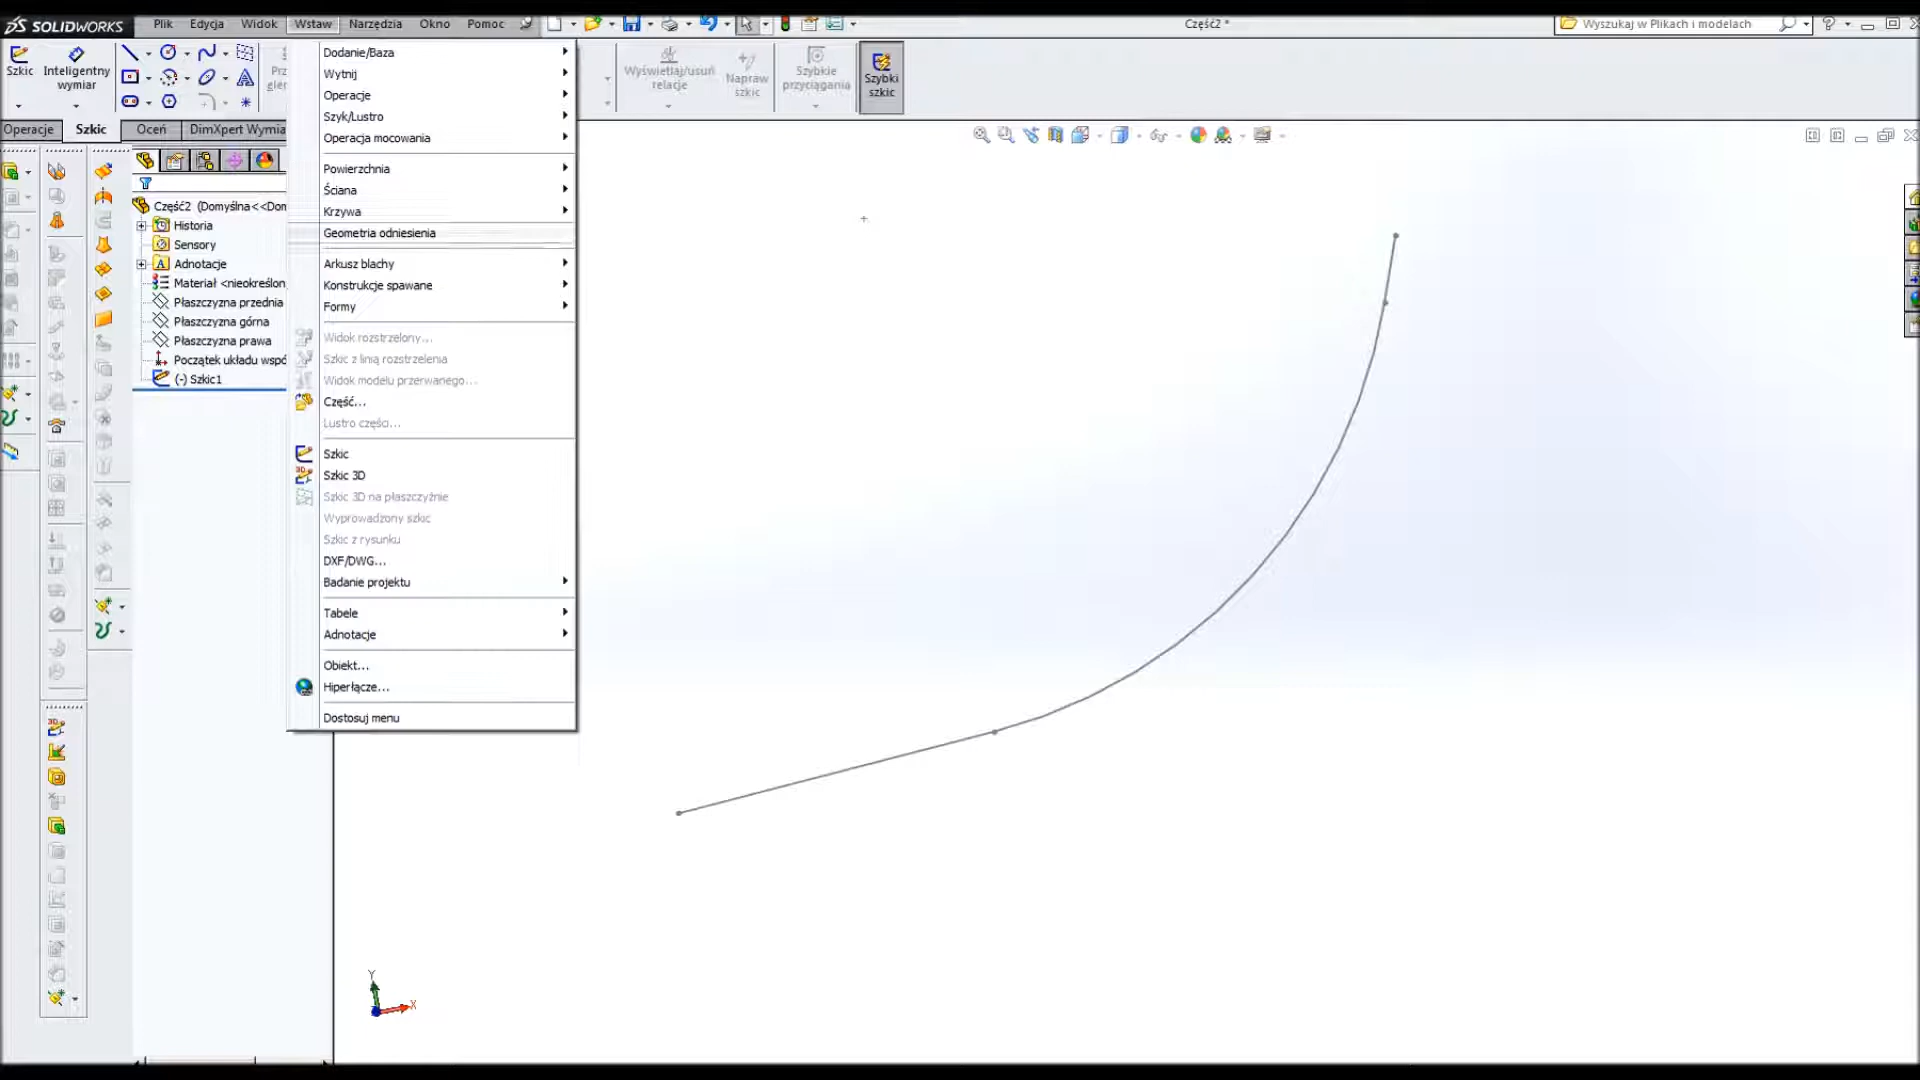 SOLIDWORKS
Plik Edycja Widok Wstaw Narzędzia Okno Pomoc
Część2 *
Wyszukaj w Plikach i modelach
Szkic
Inteligentny
wymiar
Wyświetlaj/usuń
relacje
Napraw
szkic
Szybkie
przyciągania
Szybki
szkic
Operacje Szkic Oceń DimXpert Wymia
Część2 (Domyślna<<Dom
Historia
Sensory
Adnotacje
Materiał <nieokreślon
Płaszczyzna przednia
Płaszczyzna górna
Płaszczyzna prawa
Początek układu wspó
(-) Szkic1
Dodanie/Baza
Wytnij
Operacje
Szyk/Lustro
Operacja mocowania
Powierzchnia
Ściana
Krzywa
Geometria odniesienia
Arkusz blachy
Konstrukcje spawane
Formy
Widok rozstrzelony...
Szkic z linią rozstrzelenia
Widok modelu przerwanego...
Część...
Lustro części...
Szkic
Szkic 3D
Szkic 3D na płaszczyźnie
Wyprowadzony szkic
Szkic z rysunku
DXF/DWG...
Badanie projektu
Tabele
Adnotacje
Obiekt...
Hiperłącze...
Dostosuj menu
Y
X